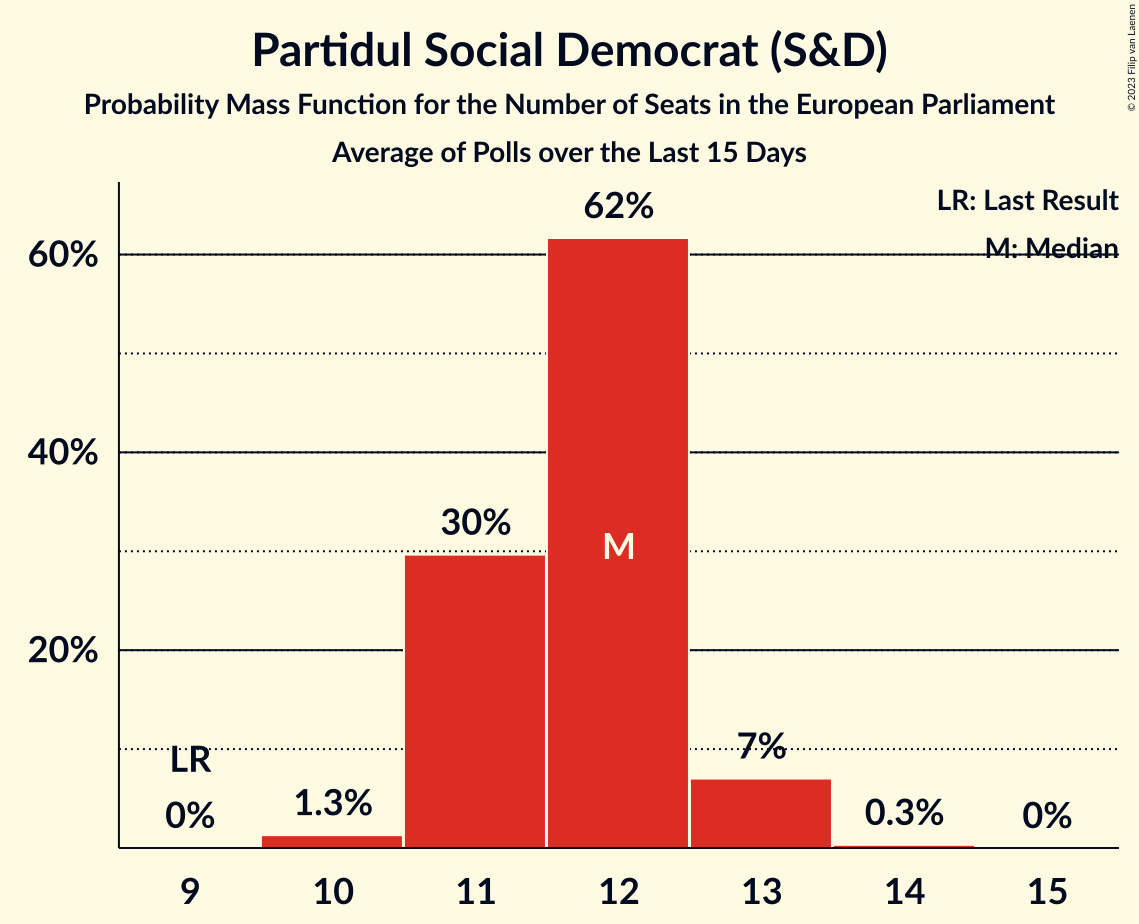 Partidul Social Democrat (S&D)
Probability Mass Function for the Number of Seats in the European Parliament
Average of Polls over the Last 15 Days
© 2023 Filip van Laenen
LR: Last Result
M: Median
60%
40%
20%
LR
0%
1.3%
30%
62%
M
7%
0.3%
0%
9 10 11 12 13 14 15